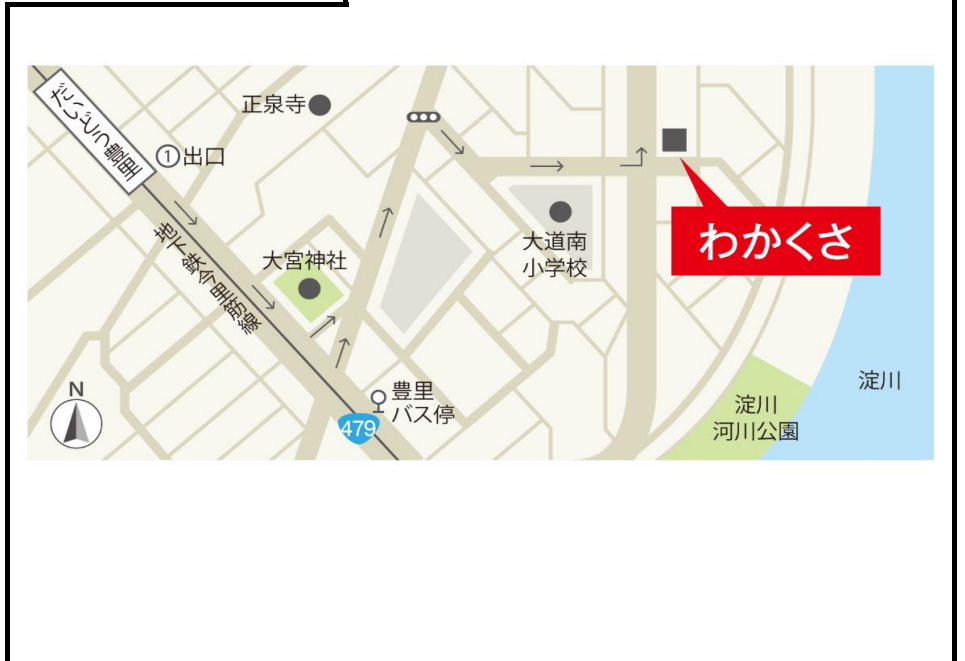 だいどう豊里
正泉寺
①出口
地下鉄今里筋線
大宮神社
大道南
小学校
わかくさ
N
豊里
バス停
479
淀川
河川公園
淀川